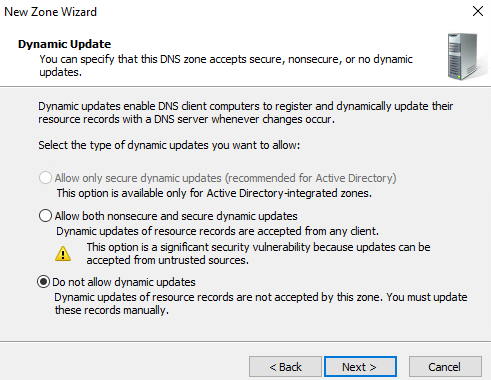 New Zone Wizard
Dynamic Update
You can specify that this DNS zone accepts secure, nonsecure, or no dynamic
updates.
Dynamic updates enable DNS client computers to register and dynamically update their
resource records with a DNS server whenever changes occur.
Select the type of dynamic updates you want to allow:
Allow only secure dynamic updates (recommended for Active Directory)
This option is available only for Active Directory-integrated zones.
Allow both nonsecure and secure dynamic updates
Dynamic updates of resource records are accepted from any client.
This option is a significant security vulnerability because updates can be
accepted from untrusted sources.
Do not allow dynamic updates
Dynamic updates of resource records are not accepted by this zone. You must update
these records manually.
< Back Next > Cancel